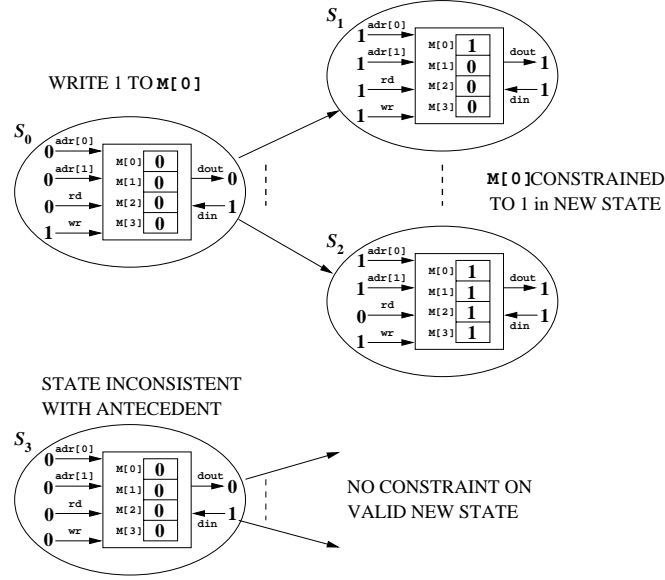 WRITE 1 TO M[0]
S0
0 adr[0]
0 adr[1]
0 rd
1 wr
M[0] 0
M[1] 0
M[2] 0
M[3] 0
dout 0
din 1
S1
1 adr[0]
1 adr[1]
1 rd
1 wr
M[0] 1
M[1] 0
M[2] 0
M[3] 0
dout 1
din 1
M[0] CONSTRAINED
TO 1 in NEW STATE
S2
1 adr[0]
1 adr[1]
0 rd
1 wr
M[0] 1
M[1] 1
M[2] 1
M[3] 1
dout 1
din 1
STATE INCONSISTENT
WITH ANTECEDENT
S3
0 adr[0]
0 adr[1]
0 rd
0 wr
M[0] 0
M[1] 0
M[2] 0
M[3] 0
dout 0
din 1
NO CONSTRAINT ON
VALID NEW STATE